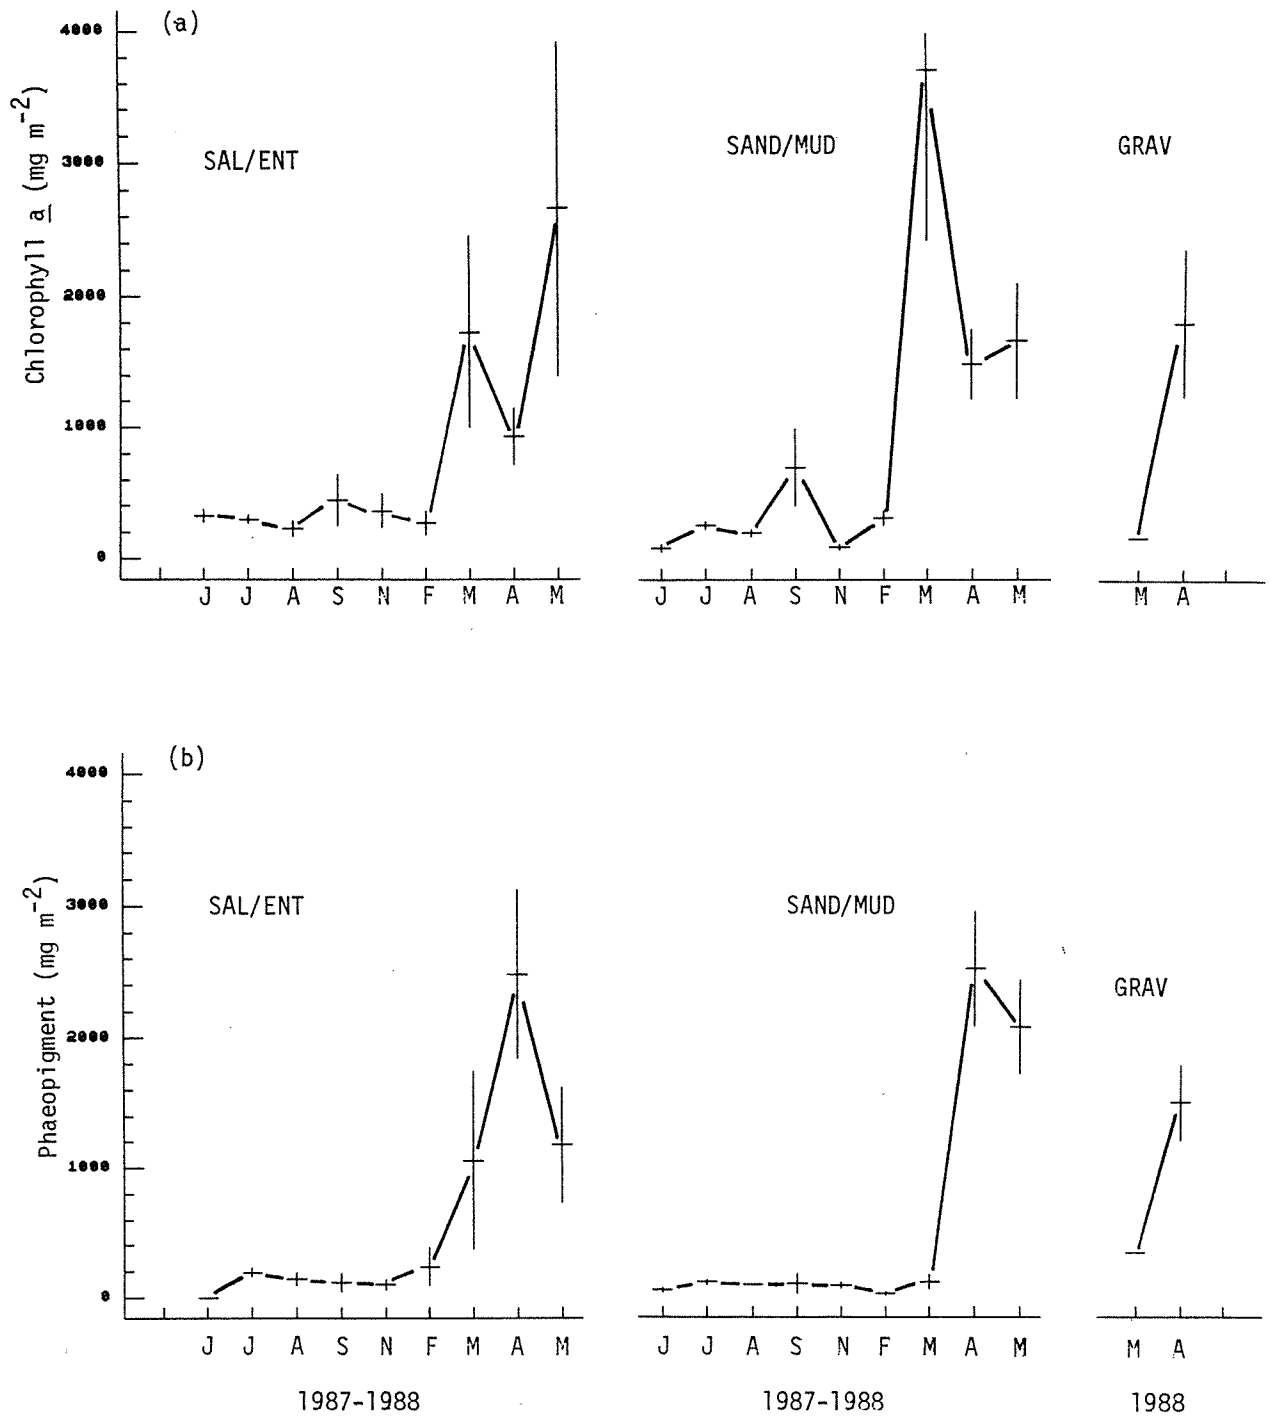 (a)
Chlorophyll a (mg m⁻²)
4000
3000
2000
1000
0
SAL/ENT
SAND/MUD
GRAV
J J A S N F M A M
J J A S N F M A M
M A
(b)
Phaeopigment (mg m⁻²)
4000
3000
2000
1000
0
SAL/ENT
SAND/MUD
GRAV
J J A S N F M A M
J J A S N F M A M
M A
1987-1988
1987-1988
1988